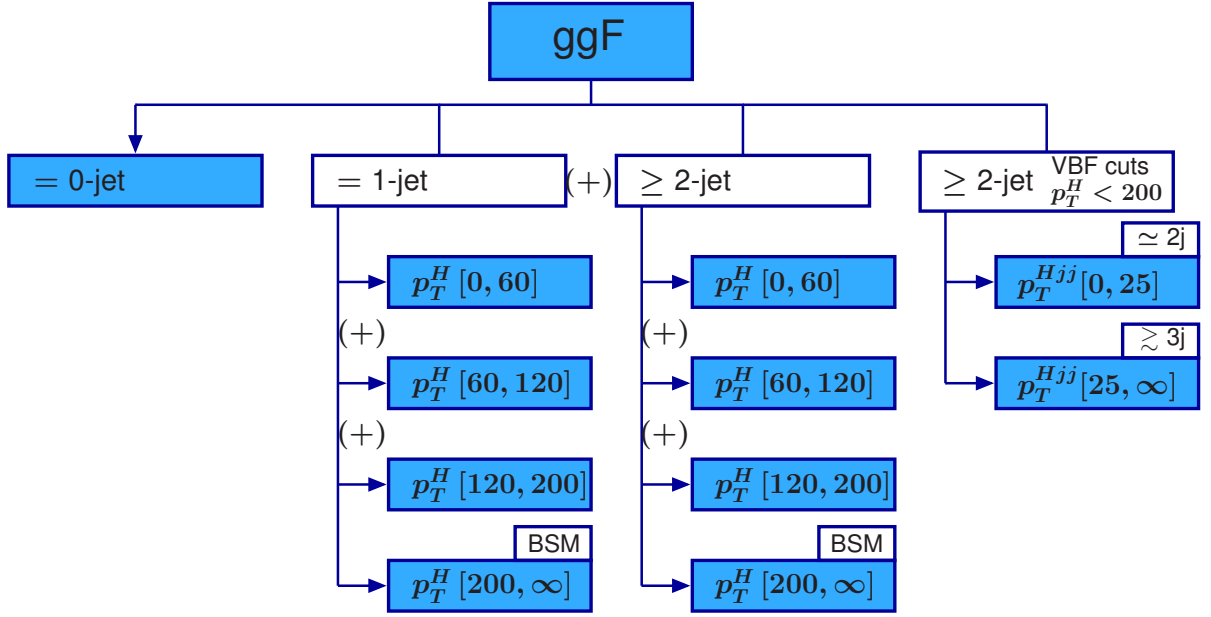 ggF
= 0-jet
= 1-jet
(+)
≥ 2-jet
≥ 2-jet VBF cuts
p_T^H < 200
p_T^H [0, 60]
(+)
p_T^H [60, 120]
(+)
p_T^H [120, 200]
BSM
p_T^H [200, ∞]
p_T^H [0, 60]
(+)
p_T^H [60, 120]
(+)
p_T^H [120, 200]
BSM
p_T^H [200, ∞]
≃ 2j
p_T^{Hjj} [0, 25]
≳ 3j
p_T^{Hjj} [25, ∞]